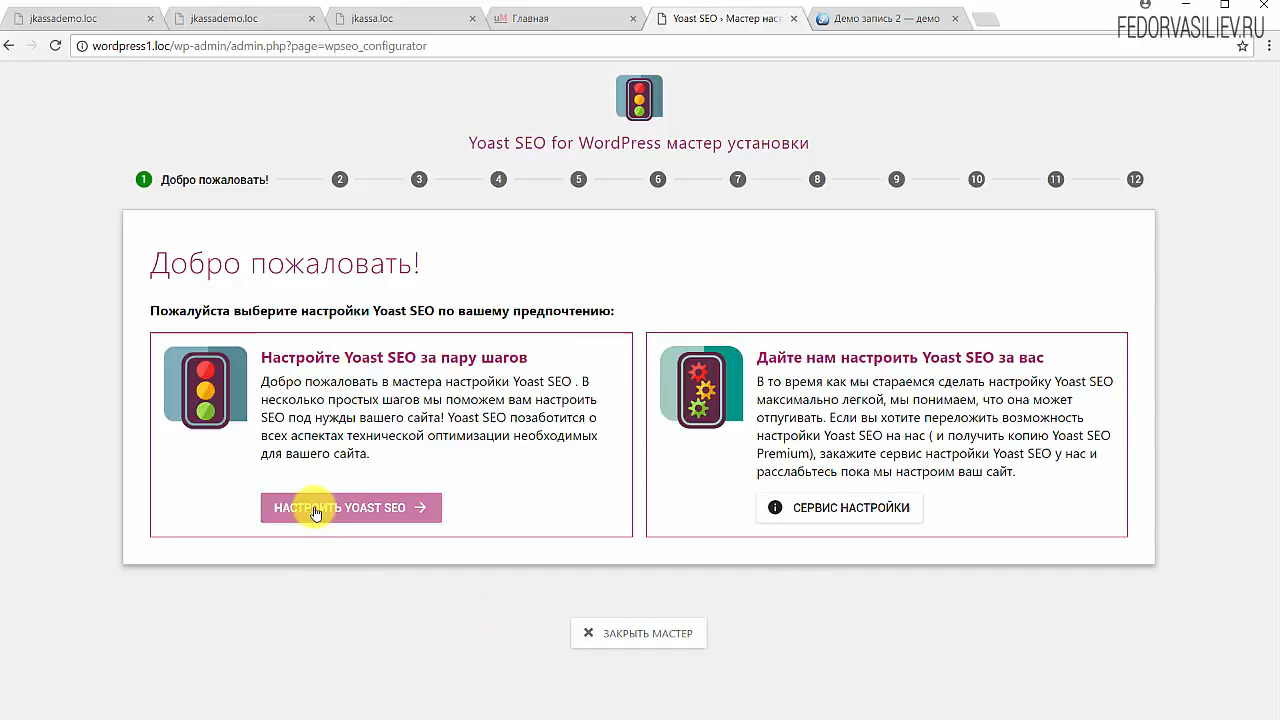 jkassademo.loc
jkassademo.loc
jkassa.loc
uM Главная
Yoast SEO › Мастер наст
Демо запись 2 — демо
FEDORVASILIEV.RU
wordpress1.loc/wp-admin/admin.php?page=wpseo_configurator
Yoast SEO for WordPress мастер установки
1 Добро пожаловать! 2 3 4 5 6 7 8 9 10 11 12
Добро пожаловать!
Пожалуйста выберите настройки Yoast SEO по вашему предпочтению:
Настройте Yoast SEO за пару шагов
Добро пожаловать в мастера настройки Yoast SEO . В
несколько простых шагов мы поможем вам настроить
SEO под нужды вашего сайта! Yoast SEO позаботится о
всех аспектах технической оптимизации необходимых
для вашего сайта.
НАСТРОИТЬ YOAST SEO
Дайте нам настроить Yoast SEO за вас
В то время как мы стараемся сделать настройку Yoast SEO
максимально легкой, мы понимаем, что она может
отпугивать. Если вы хотите переложить возможность
настройки Yoast SEO на нас ( и получить копию Yoast SEO
Premium), закажите сервис настройки Yoast SEO у нас и
расслабьтесь пока мы настроим ваш сайт.
СЕРВИС НАСТРОЙКИ
ЗАКРЫТЬ МАСТЕР